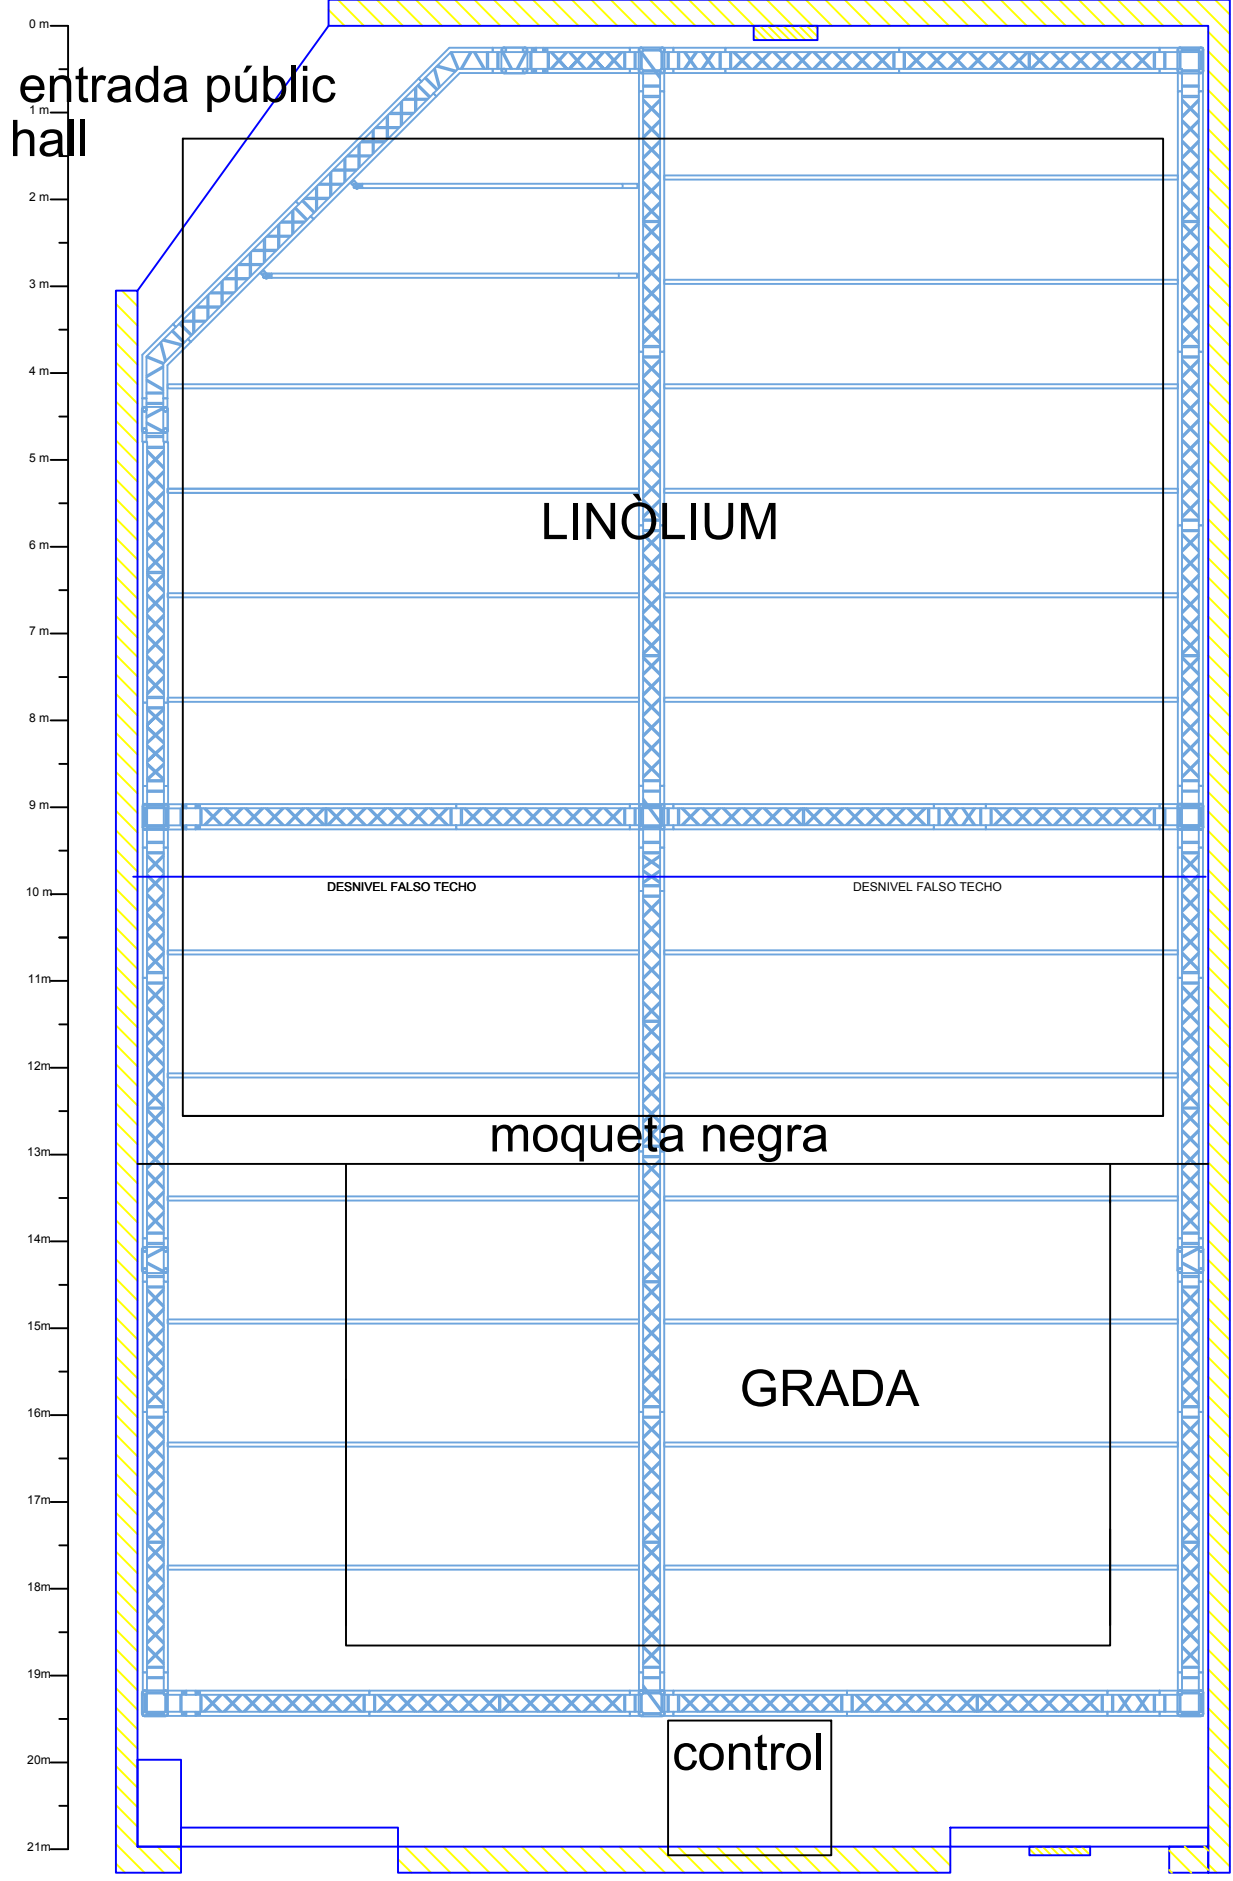 0 m
entrada públic
1 m
hall
2 m
3 m
4 m
5 m
LINÒLIUM
6 m
7 m
8 m
9 m
DESNIVEL FALSO TECHO
DESNIVEL FALSO TECHO
10 m
11m
12m
moqueta negra
13m
14m
15m
GRADA
16m
17m
18m
19m
control
20m
21m